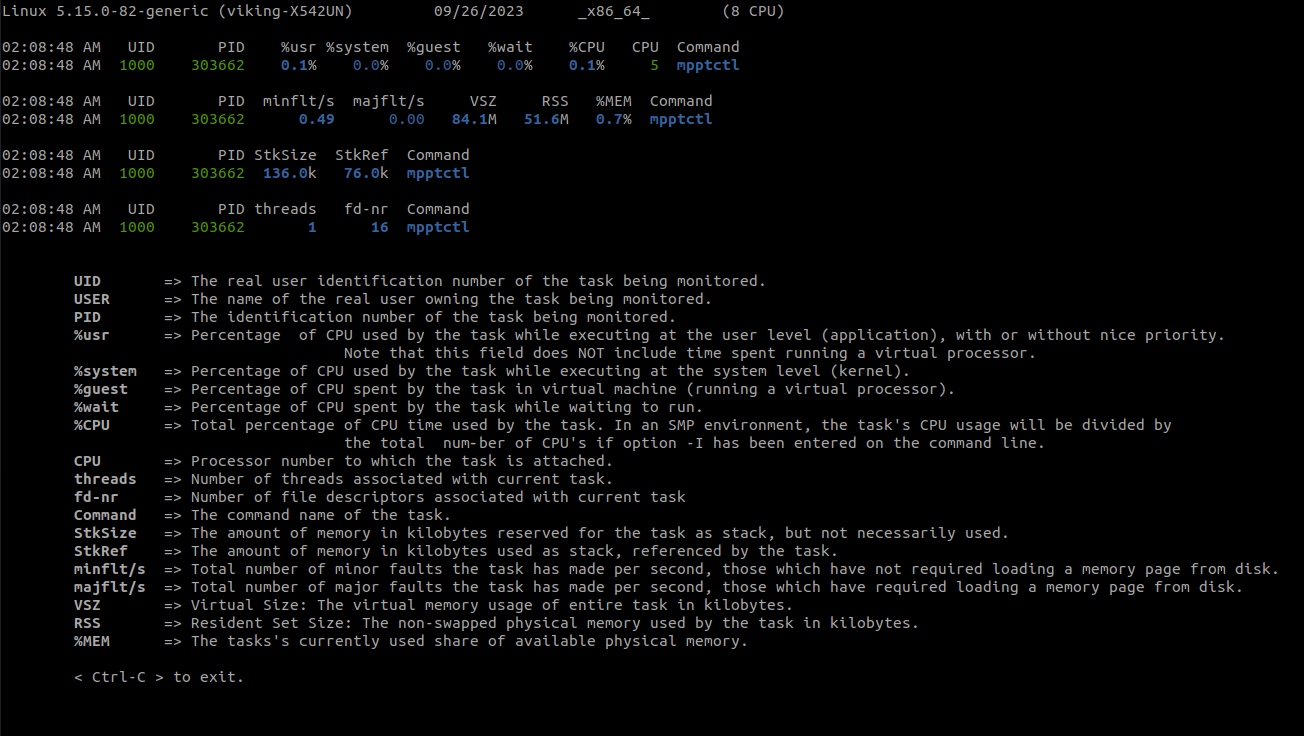 Linux 5.15.0-82-generic (viking-X542UN) 09/26/2023 _x86_64_ (8 CPU)
02:08:48 AM UID PID %usr %system %guest %wait %CPU CPU Command
02:08:48 AM 1000 303662 0.1% 0.0% 0.0% 0.0% 0.1% 5 mpptctl
02:08:48 AM UID PID minflt/s majflt/s VSZ RSS %MEM Command
02:08:48 AM 1000 303662 0.49 0.00 84.1M 51.6M 0.7% mpptctl
02:08:48 AM UID PID StkSize StkRef Command
02:08:48 AM 1000 303662 136.0k 76.0k mpptctl
02:08:48 AM UID PID threads fd-nr Command
02:08:48 AM 1000 303662 1 16 mpptctl
UID => The real user identification number of the task being monitored.
USER => The name of the real user owning the task being monitored.
PID => The identification number of the task being monitored.
%usr => Percentage of CPU used by the task while executing at the user level (application), with or without nice priority.
Note that this field does NOT include time spent running a virtual processor.
%system => Percentage of CPU used by the task while executing at the system level (kernel).
%guest => Percentage of CPU spent by the task in virtual machine (running a virtual processor).
%wait => Percentage of CPU spent by the task while waiting to run.
%CPU => Total percentage of CPU time used by the task. In an SMP environment, the task's CPU usage will be divided by
the total num-ber of CPU's if option -I has been entered on the command line.
CPU => Processor number to which the task is attached.
threads => Number of threads associated with current task.
fd-nr => Number of file descriptors associated with current task
Command => The command name of the task.
StkSize => The amount of memory in kilobytes reserved for the task as stack, but not necessarily used.
StkRef => The amount of memory in kilobytes used as stack, referenced by the task.
minflt/s => Total number of minor faults the task has made per second, those which have not required loading a memory page from disk.
majflt/s => Total number of major faults the task has made per second, those which have required loading a memory page from disk.
VSZ => Virtual Size: The virtual memory usage of entire task in kilobytes.
RSS => Resident Set Size: The non-swapped physical memory used by the task in kilobytes.
%MEM => The tasks's currently used share of available physical memory.
< Ctrl-C > to exit.